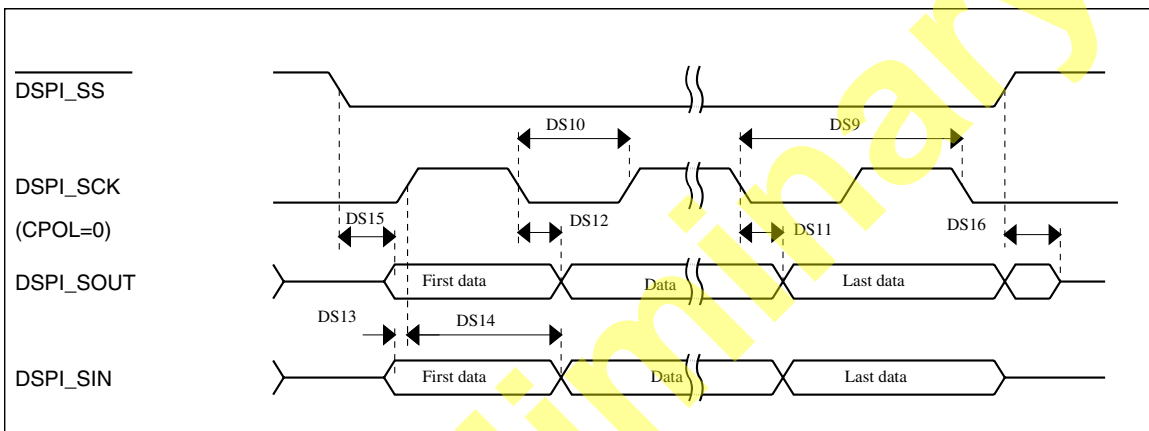 DSPI_SS
DS10
DS9
DSPI_SCK
(CPOL=0)
DS15
DS12
DS11
DS16
DSPI_SOUT
First data
Data
Last data
DS13
DS14
DSPI_SIN
First data
Data
Last data